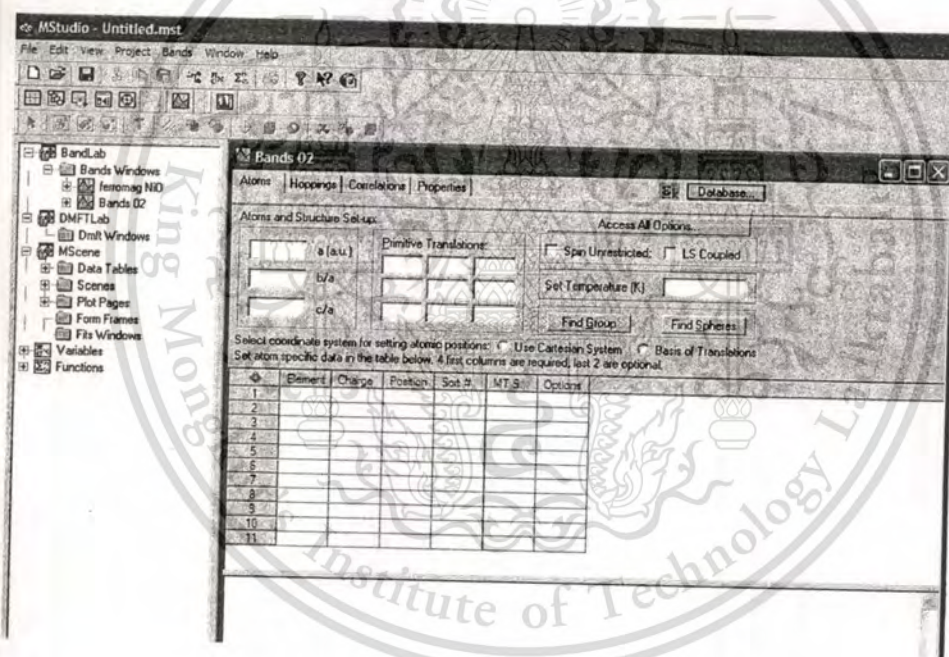 MStudio - Untitled.mst
File Edit View Project Bands Window Help
BandLab
Bands Windows
ferromag NiO
Bands 02
DMFTLab
Dmft Windows
MScene
Data Tables
Scenes
Plot Pages
Form Frames
Fits Windows
Variables
Functions
Bands 02
Atoms Hoppings Correlations Properties
Database...
Atoms and Structure Set-up:
a (a.u.)
b/a
c/a
Primitive Translations:
Access All Options...
Spin Unrestricted: LS Coupled
Set Temperature (K)
Find Group Find Spheres
Select coordinate system for setting atomic positions: Use Cartesian System Basis of Translations
Set atom specific data in the table below. 4 first columns are required, last 2 are optional.
Element Charge Position Sort # MT S. Options
1
2
3
4
5
6
7
8
9
10
11
King Mongkut's Institute of Technology Ladkrabang